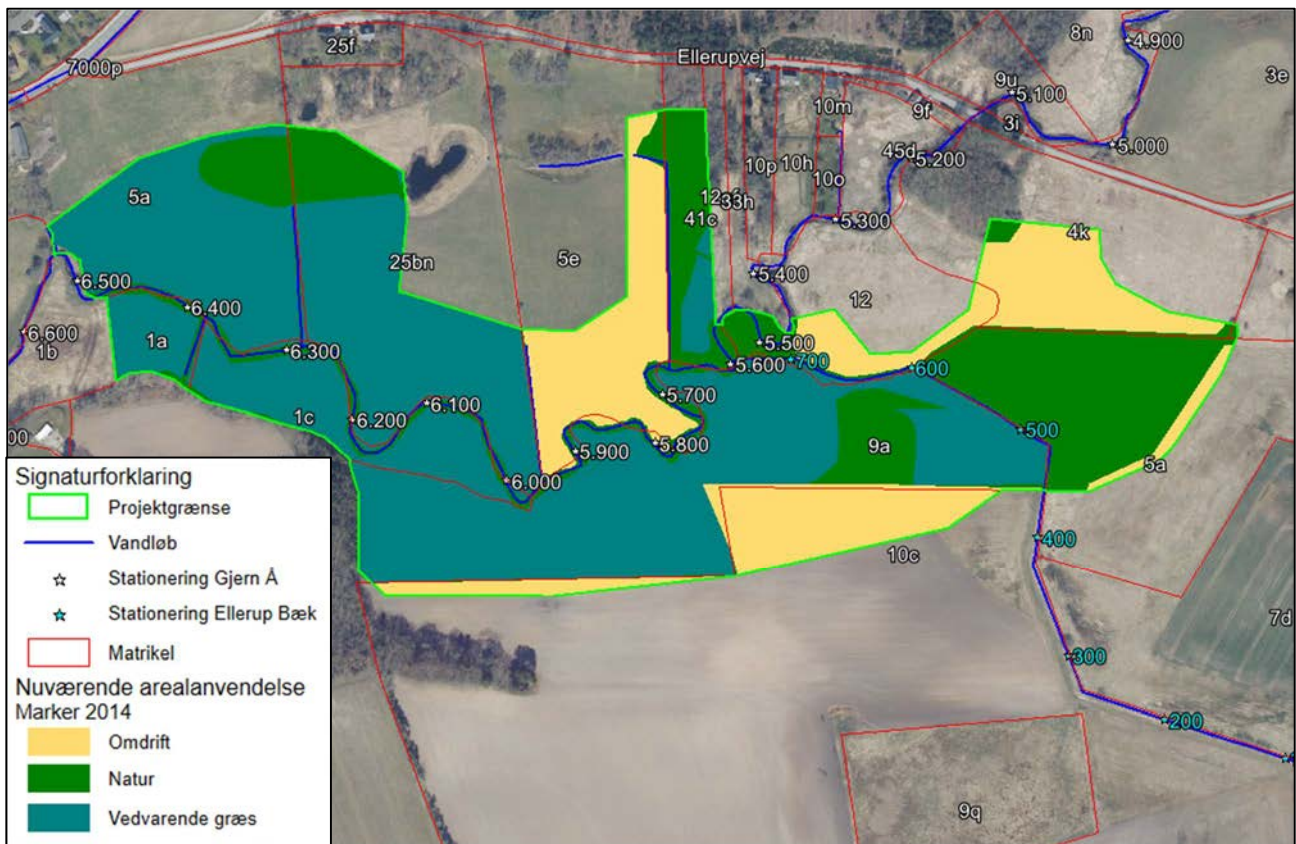 8n
4.900
25f
Ellerupvej
7000p
3e
9u
5.100
10m
9f
3i
5.000
45d
5.200
10p
10h
10o
5a
12
33h
5.300
41c
4k
25bn
5e
5.400
6.500
12
6.400
6.600
1b
1a
5.500
6.300
5.600
700
600
5.700
6.100
6.200
1c
500
00
5.800
9a
5.900
5a
6.000
400
10c
7d
300
200
9q
Signaturforklaring
Projektgrænse
Vandløb
Stationering Gjern Å
Stationering Ellerup Bæk
Matrikel
Nuværende arealanvendelse
Marker 2014
Omdrift
Natur
Vedvarende græs